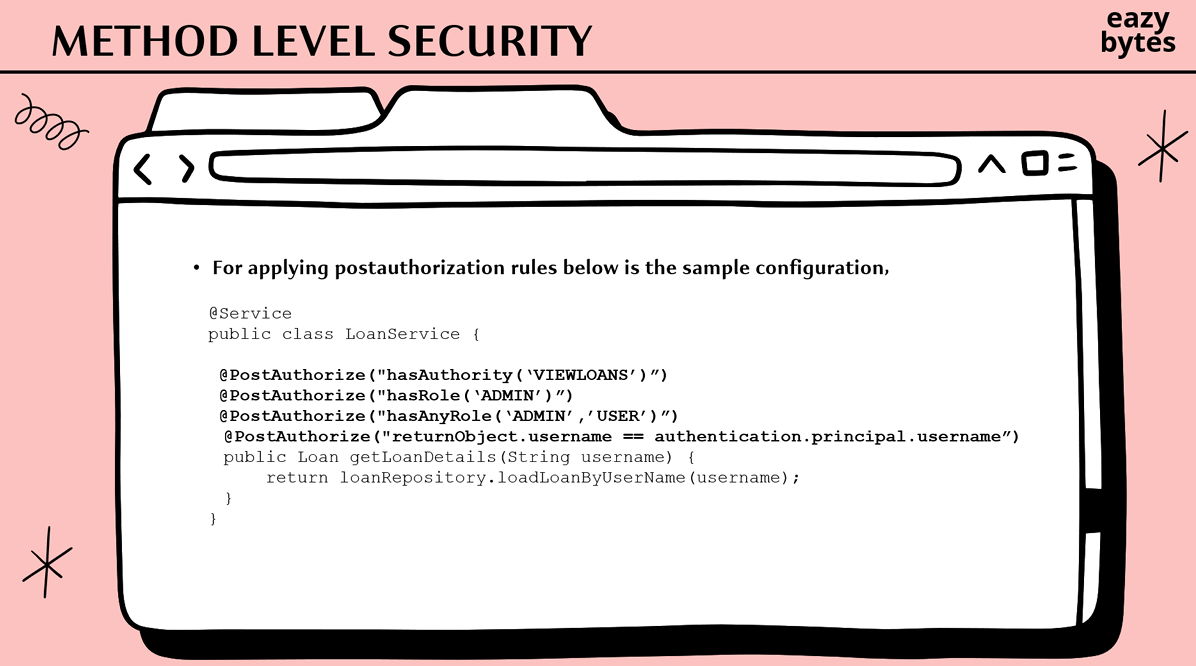 METHOD LEVEL SECURITY
eazy
bytes
• For applying postauthorization rules below is the sample configuration,
@Service
public class LoanService {
@PostAuthorize("hasAuthority(‘VIEWLOANS’)”)
@PostAuthorize("hasRole(‘ADMIN’)”)
@PostAuthorize("hasAnyRole(‘ADMIN’,’USER’)”)
@PostAuthorize("returnObject.username == authentication.principal.username”)
public Loan getLoanDetails(String username) {
return loanRepository.loadLoanByUserName(username);
}
}